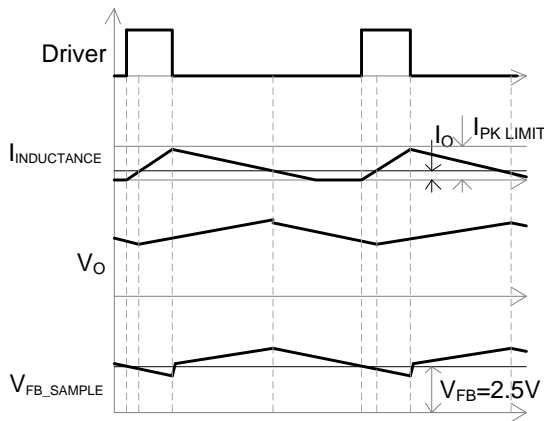 Driver
I_O
I_PK LIMIT
I_INDUCTANCE
V_O
V_FB_SAMPLE
V_FB=2.5V